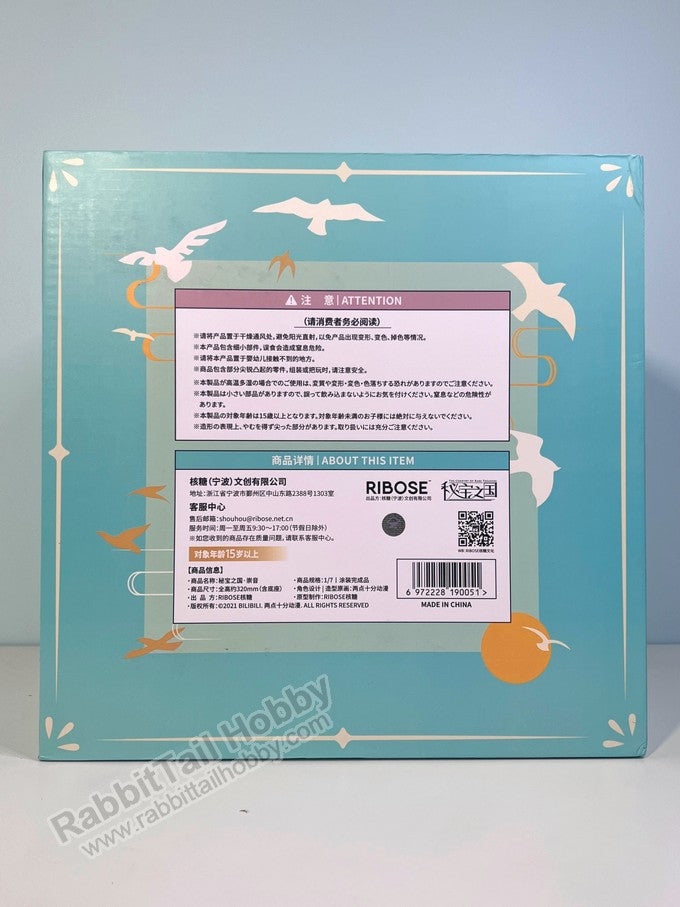 注 意 | ATTENTION
(请消费者务必阅读)
※请将产品置于干燥通风处,避免阳光直射,以免产品出现变形、变色、掉色等情况。
※本产品包含细小部件,误食会造成窒息危险。
※请将本产品置于婴幼儿接触不到的地方。
※商品包含部分尖锐凸起的零件,组装或把玩时,请注意安全。
※本製品が高温多湿の場合でのご使用は、変質や変形・変色・色落ちする恐れがありますのでご注意ください。
※本製品は小さい部品がありますので、誤って飲み込まないようにお気を付けください。窒息などの危険性が
あります。
※本製品の対象年齢は15歳以上となります。対象年齢未満のお子様には絶対に与えないでください。
※造形の表現上、やむを得ず尖った部分があります。取り扱いには充分ご注意ください。
商品详情 | ABOUT THIS ITEM
核糖(宁波)文创有限公司
地址:浙江省宁波市鄞州区中山东路2388号1303室
客服中心
售后邮箱:shouhou@ribose.net.cn
服务时间:周一至周五9:30~17:00(节假日除外)
※如您收到的商品存在质量问题,请联系客服中心。
对象年龄15岁以上
RIBOSE
出品方:核糖(宁波)文创有限公司
秘宝之国
WB: RIBOSE核糖文化
【商品信息】
・商品名称:秘宝之国·崇音
・商品规格:1/7 | 涂装完成品
・商品尺寸:全高约320mm(含底座)
・角色设计 | 造型原画:两点十分动漫
・出 品 方:RIBOSE核糖
・原型制作:RIBOSE核糖
・版权所有:©2021 BILIBILI. 两点十分动漫. ALL RIGHTS RESERVED
6 972228 190051 >
MADE IN CHINA
RabbitTail Hobby
www.rabbittailhobby.com